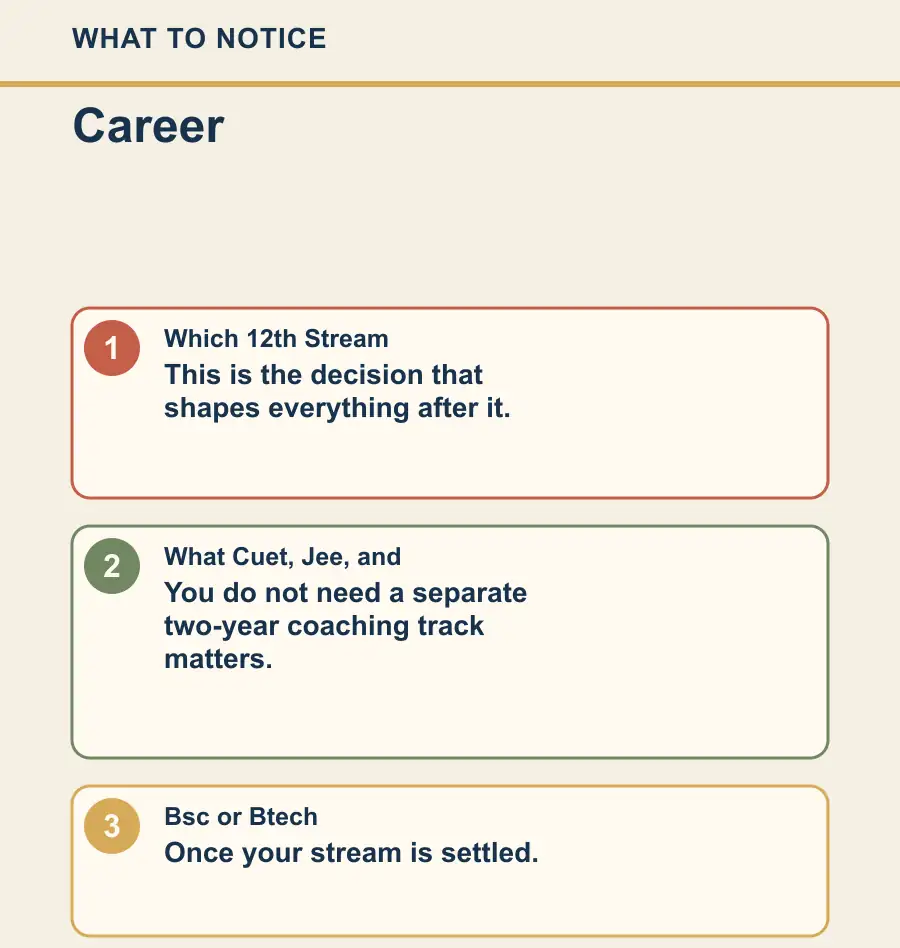 WHAT TO NOTICE
Career
1
Which 12th Stream
This is the decision that
shapes everything after it.
2
What Cuet, Jee, and
You do not need a separate
two-year coaching track
matters.
3
Bsc or Btech
Once your stream is settled.